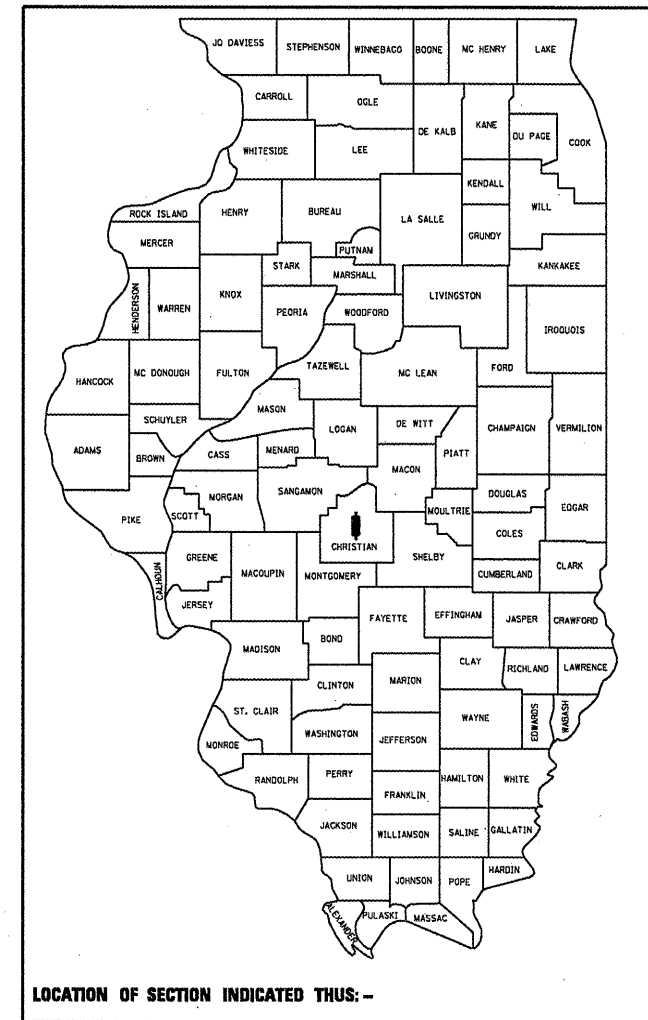 JO DAVIESS STEPHENSON WINNEBAGO BOONE MC HENRY LAKE
CARROLL OGLE DE KALB KANE DU PAGE COOK
WHITESIDE LEE KENDALL
ROCK ISLAND HENRY BUREAU LA SALLE GRUNDY WILL
MERCER PUTNAM
STARK MARSHALL KANKAKEE
HENDERSON WARREN KNOX PEORIA WOODFORD LIVINGSTON IROQUOIS
HANCOCK MC DONOUGH FULTON TAZEWELL MC LEAN FORD
SCHUYLER MASON LOGAN DE WITT CHAMPAIGN VERMILION
ADAMS BROWN CASS MENARD MACON PIATT
PIKE SCOTT MORGAN SANGAMON MOULTRIE DOUGLAS EDGAR
CHRISTIAN SHELBY COLES
CALHOUN GREENE MACOUPIN MONTGOMERY CUMBERLAND CLARK
JERSEY FAYETTE EFFINGHAM JASPER CRAWFORD
MADISON BOND CLAY RICHLAND LAWRENCE
CLINTON MARION
ST. CLAIR WAYNE EDWARDS WABASH
MONROE WASHINGTON JEFFERSON
RANDOLPH PERRY HAMILTON WHITE
FRANKLIN
JACKSON WILLIAMSON SALINE GALLATIN
UNION JOHNSON POPE HARDIN
ALEXANDER PULASKI MASSAC
LOCATION OF SECTION INDICATED THUS: –